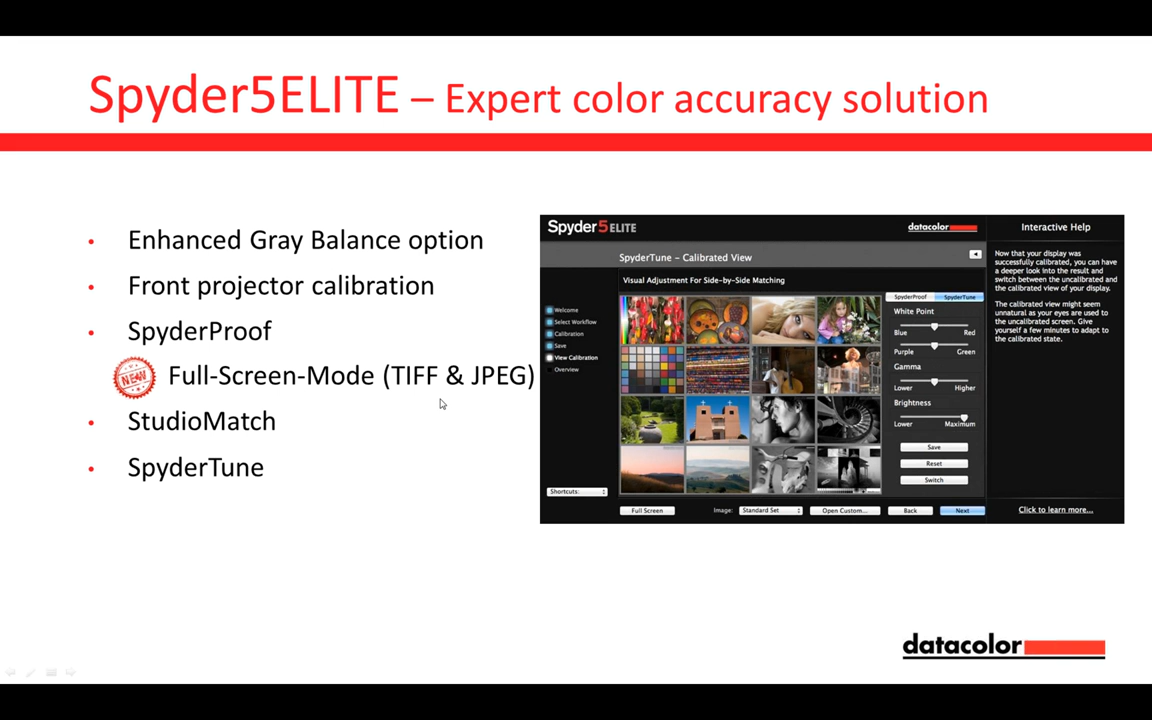 Spyder5ELITE – Expert color accuracy solution
• Enhanced Gray Balance option
• Front projector calibration
• SpyderProof
NEW Full-Screen-Mode (TIFF & JPEG)
• StudioMatch
• SpyderTune
Spyder5ELITE
datacolor
Interactive Help
SpyderTune – Calibrated View
Visual Adjustment For Side-by-Side Matching
Welcome
Select Workflow
Calibration
Save
View Calibration
Overview
Shortcuts:
SpyderProof SpyderTune
White Point
Blue Red
Purple Green
Gamma
Lower Higher
Brightness
Lower Maximum
Save
Reset
Switch
Full Screen Image: Standard Set Open Custom... Back Next
Now that your display was
successfully calibrated, you can have
a deeper look into the result and
switch between the uncalibrated and
the calibrated view of your display.
The calibrated view might seem
unnatural as your eyes are used to
the uncalibrated screen. Give
yourself a few minutes to adapt to
the calibrated state.
Click to learn more...
datacolor